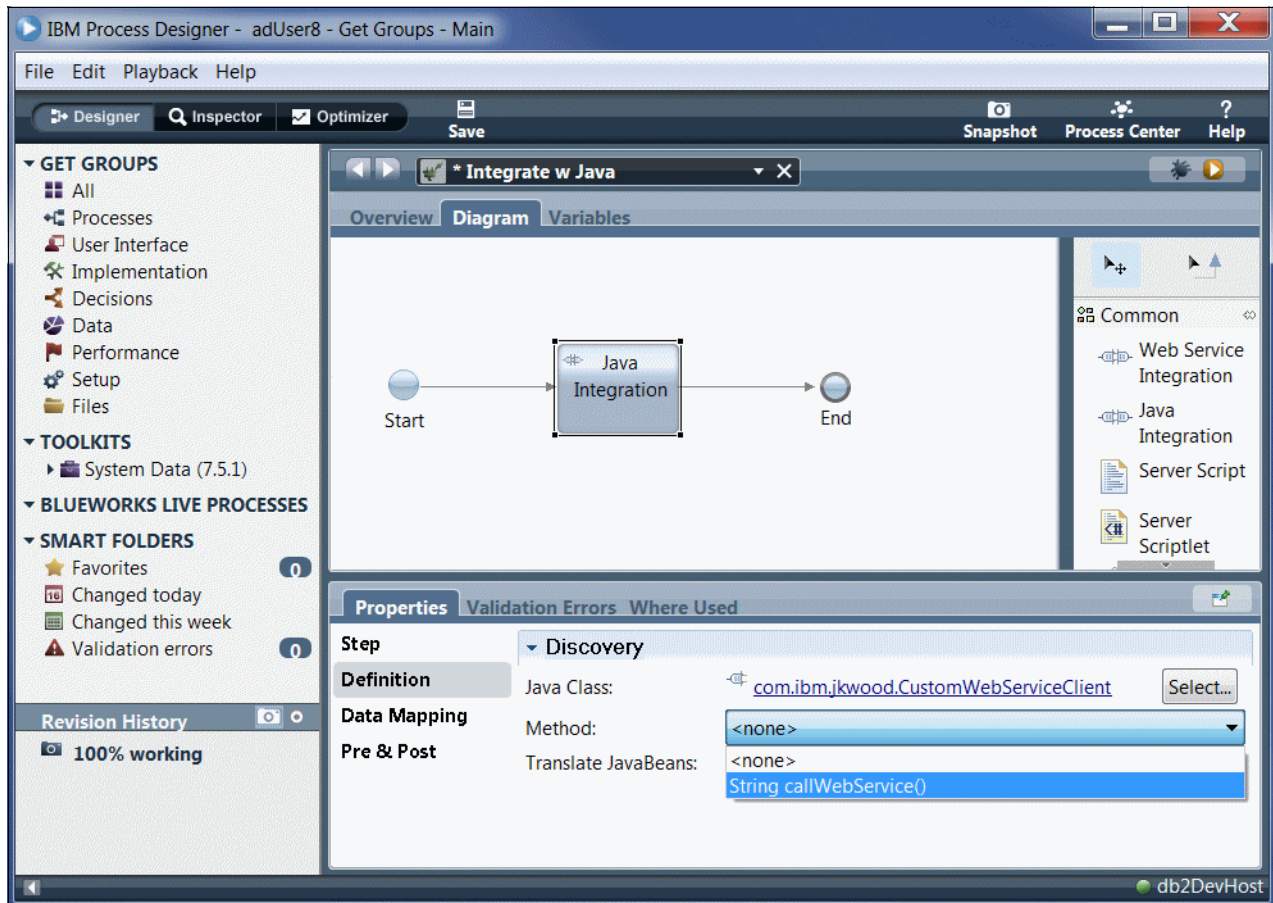 IBM Process Designer - adUser8 - Get Groups - Main
File Edit Playback Help
Designer Inspector Optimizer Save Snapshot Process Center ? Help
GET GROUPS
All
Processes
User Interface
Implementation
Decisions
Data
Performance
Setup
Files
TOOLKITS
System Data (7.5.1)
BLUEWORKS LIVE PROCESSES
SMART FOLDERS
Favorites 0
16 Changed today
Changed this week
Validation errors 0
Revision History
100% working
* Integrate w Java
Overview Diagram Variables
Start
Java
Integration
End
Common
Web Service
Integration
Java
Integration
Server Script
Server
Scriptlet
Properties Validation Errors Where Used
Step
Definition
Data Mapping
Pre & Post
Discovery
Java Class: com.ibm.jkwood.CustomWebServiceClient Select...
Method: <none>
Translate JavaBeans: <none>
String callWebService()
db2DevHost